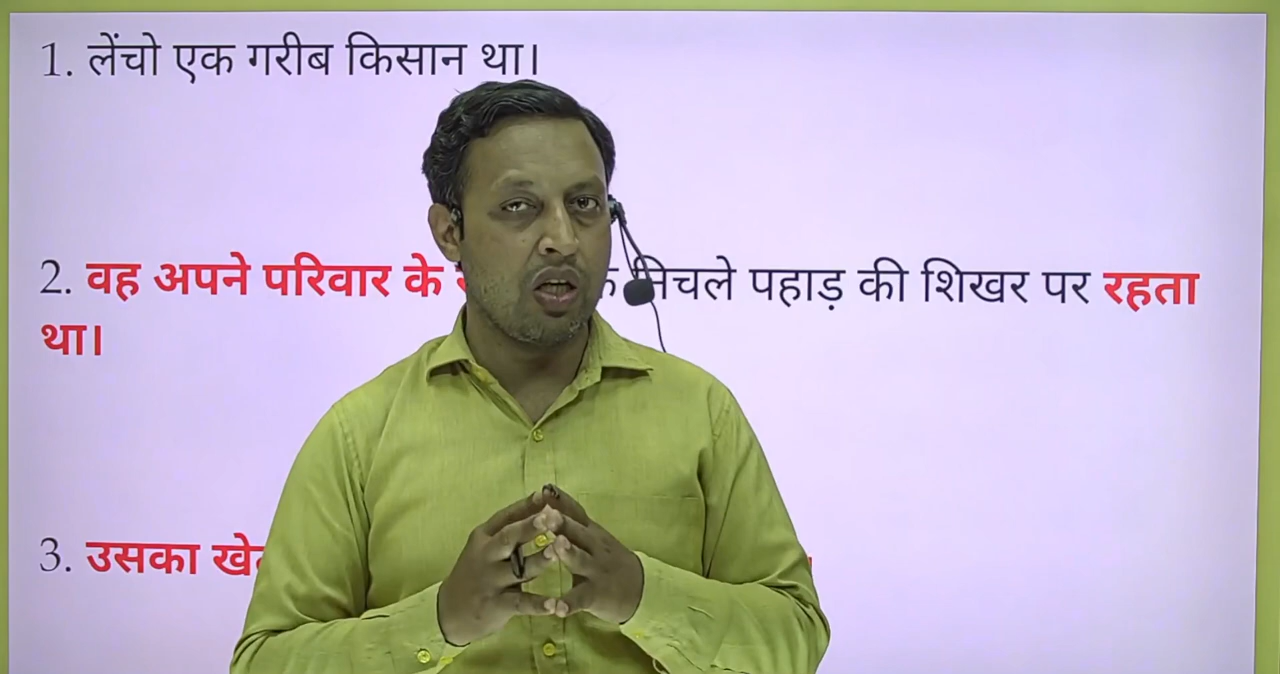 1. लेंचो एक गरीब किसान था।
2. वह अपने परिवार के निचले पहाड़ की शिखर पर रहता
था।
3. उसका